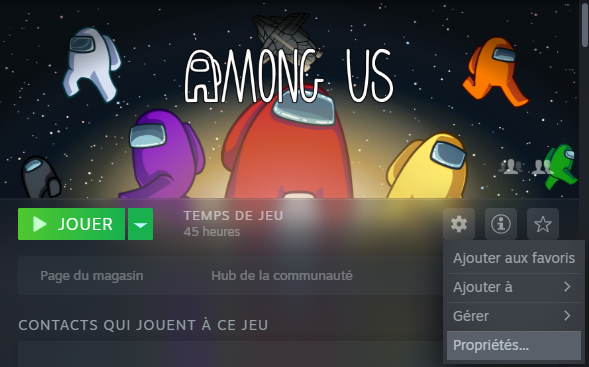 AMONG US
JOUER
TEMPS DE JEU
45 heures
Page du magasin
Hub de la communauté
CONTACTS QUI JOUENT À CE JEU
Ajouter aux favoris
Ajouter à
Gérer
Propriétés...